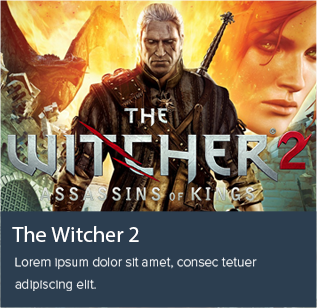 THE
WITCHER 2
ASSASSINS OF KINGS
The Witcher 2
Lorem ipsum dolor sit amet, consec tetuer
adipiscing elit.